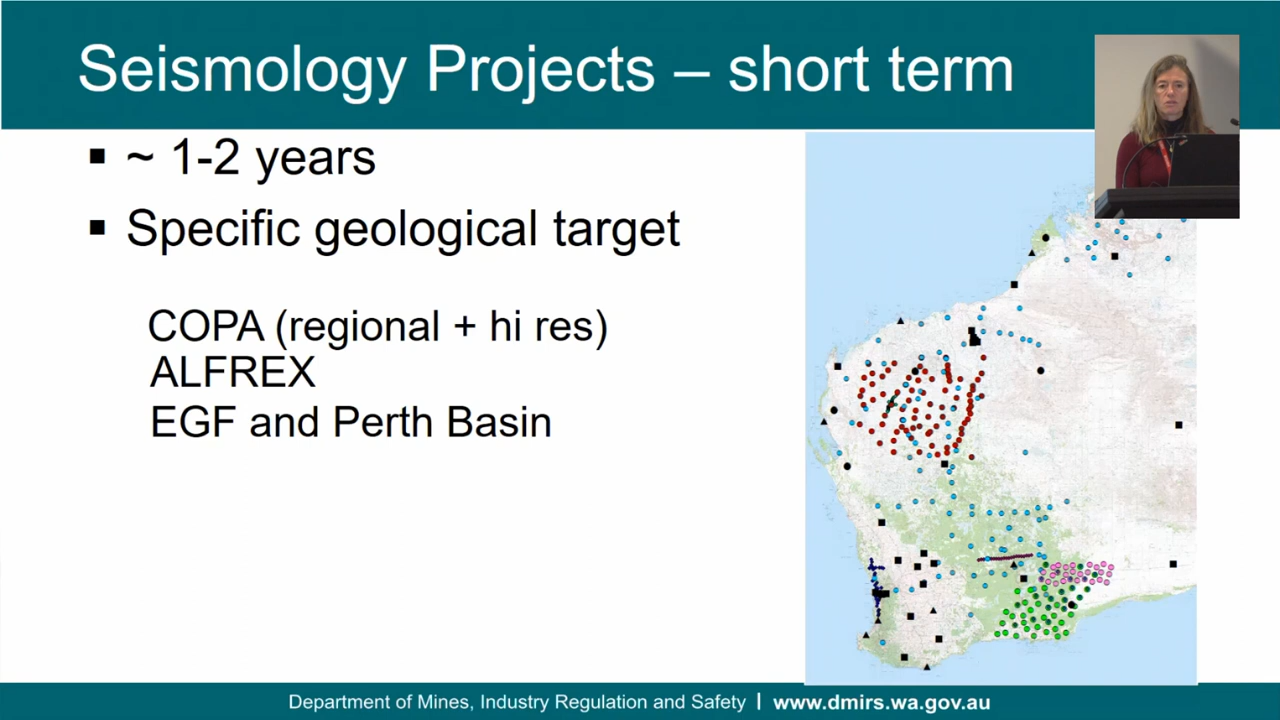 Seismology Projects – short term
~ 1-2 years
Specific geological target
COPA (regional + hi res)
ALFREX
EGF and Perth Basin
Department of Mines, Industry Regulation and Safety | www.dmirs.wa.gov.au